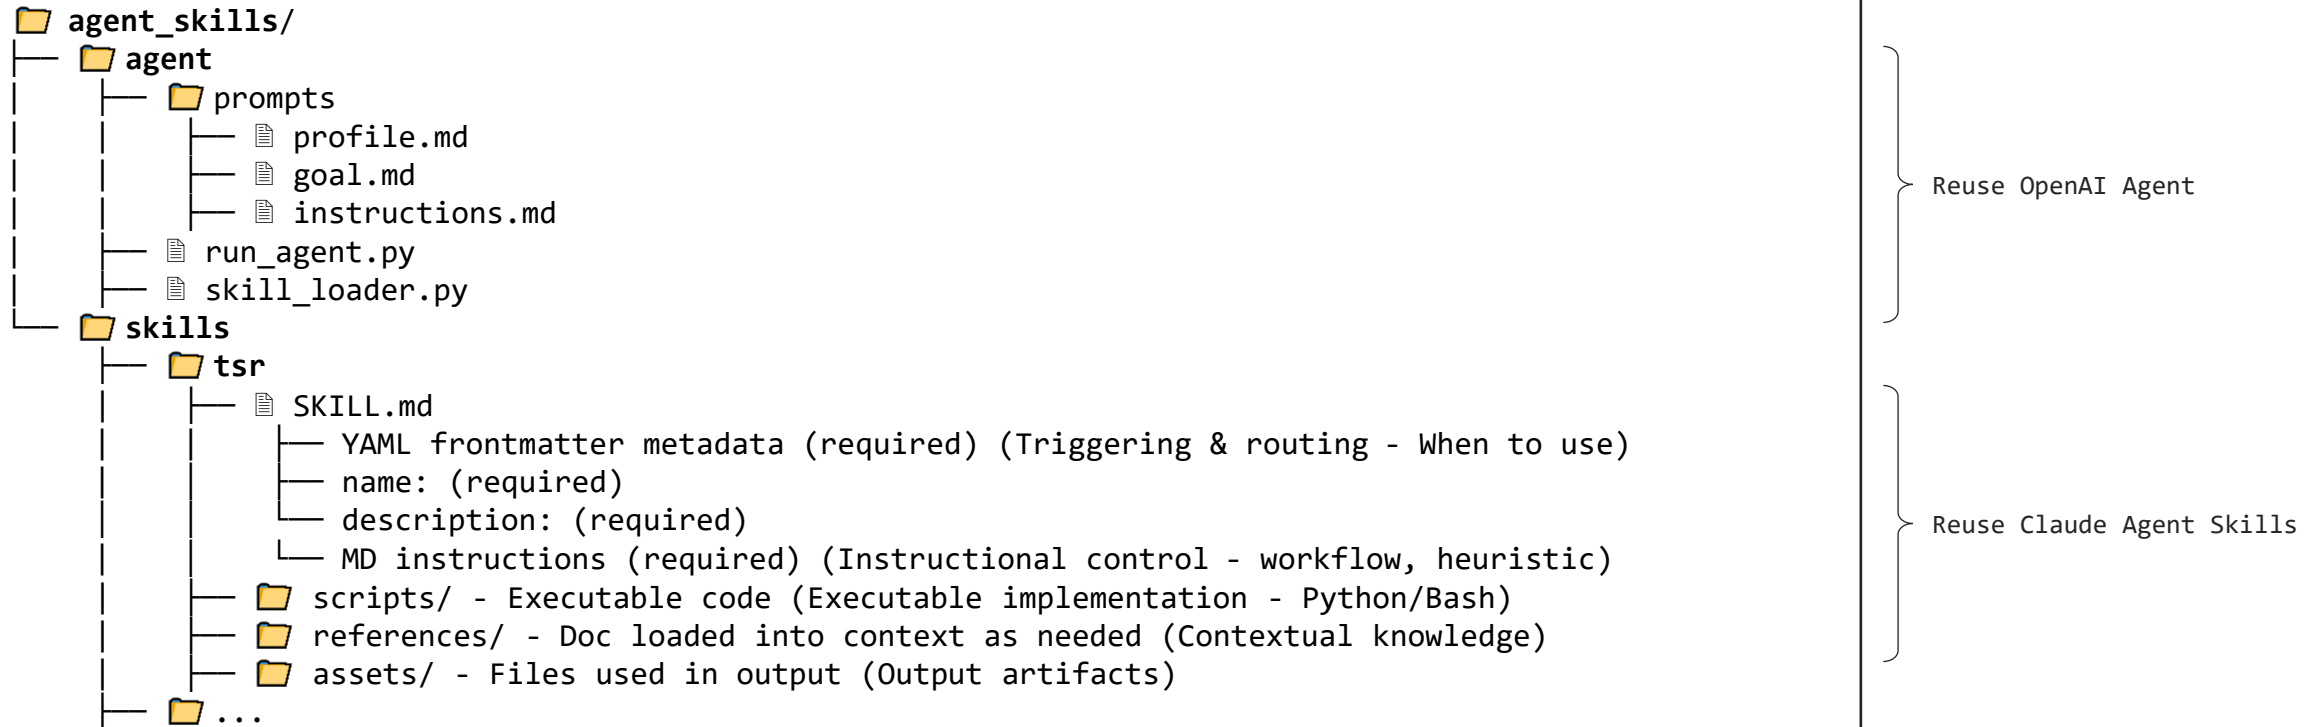 agent_skills/
agent
prompts
profile.md
goal.md
instructions.md
Reuse OpenAI Agent
run_agent.py
skill_loader.py
skills
tsr
SKILL.md
YAML frontmatter metadata (required) (Triggering & routing - When to use)
name: (required)
description: (required)
Reuse Claude Agent Skills
MD instructions (required) (Instructional control - workflow, heuristic)
scripts/ - Executable code (Executable implementation - Python/Bash)
references/ - Doc loaded into context as needed (Contextual knowledge)
assets/ - Files used in output (Output artifacts)
...